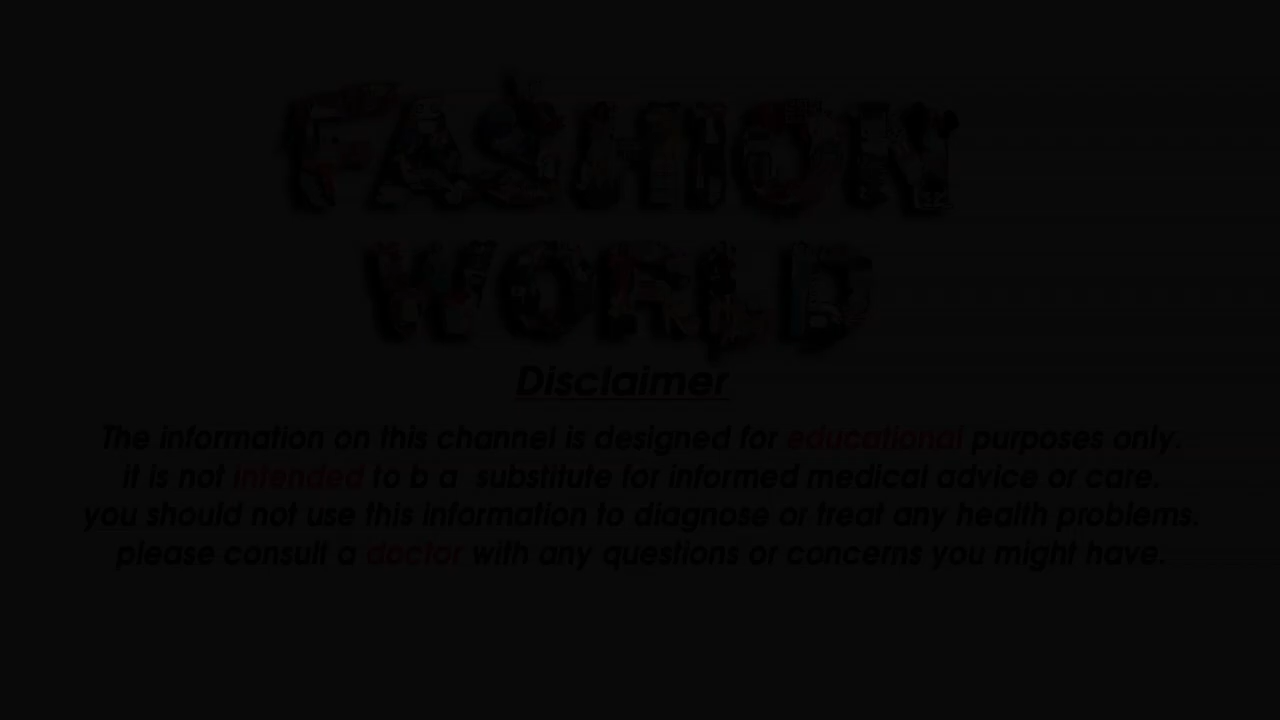 FASHION
WORLD
Disclaimer
The information on this channel is designed for educational purposes only.
it is not intended to b a substitute for informed medical advice or care.
you should not use this information to diagnose or treat any health problems.
please consult a doctor with any questions or concerns you might have.